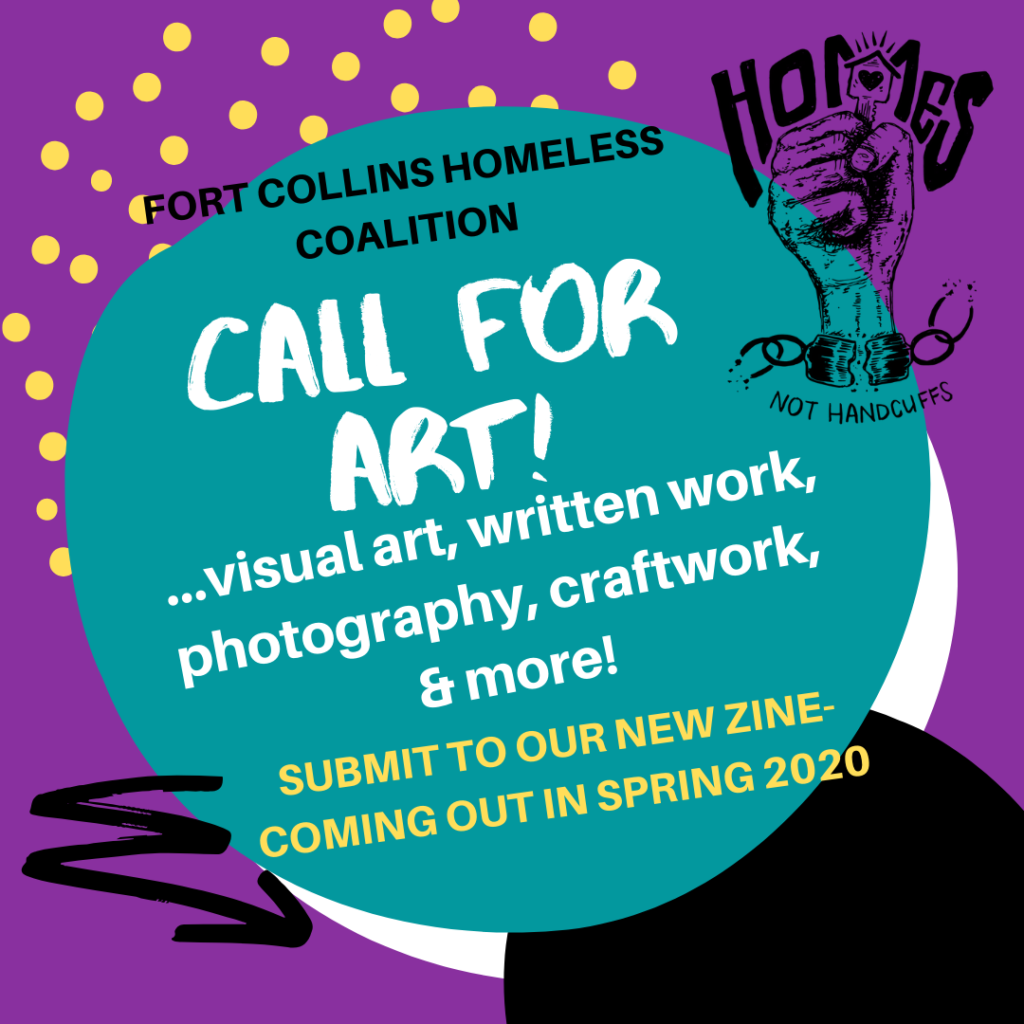 HOMES
NOT HANDCUFFS
FORT COLLINS HOMELESS
COALITION
CALL FOR
ART!
...visual art, written work,
photography, craftwork,
& more!
SUBMIT TO OUR NEW ZINE-
COMING OUT IN SPRING 2020